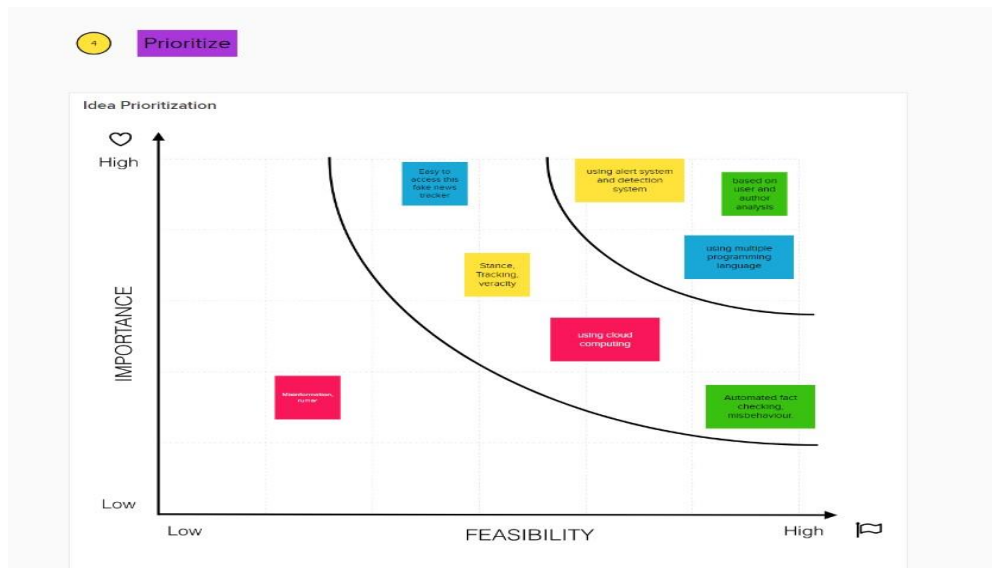 4
Prioritize
Idea Prioritization
High
Easy to
access this
fake news
tracker
using alert system
and detection
system
based on
user and
author
analysis
using multiple
programming
language
Stance,
Tracking,
veracity
using cloud
computing
Misinformation,
Automated fact
checking,
misbehaviour.
IMPORTANCE
Low
Low
FEASIBILITY
High